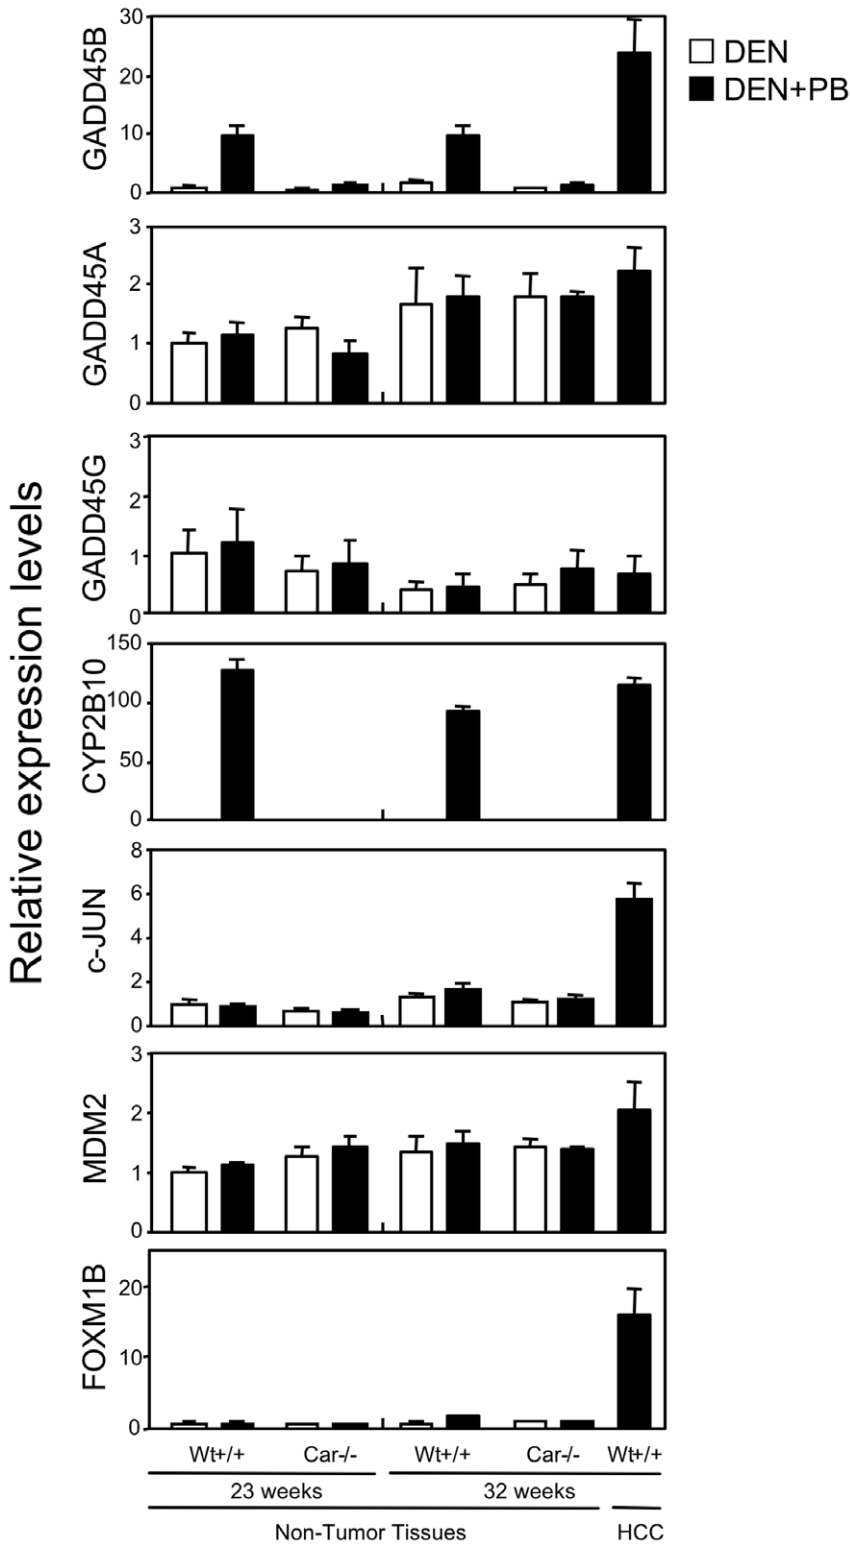 DEN
DEN+PB
Relative expression levels
GADD45B
30
20
10
0
GADD45A
3
2
1
0
GADD45G
3
2
1
0
CYP2B10
150
100
50
0
c-JUN
8
6
4
2
0
MDM2
3
2
1
0
FOXM1B
20
10
0
Wt+/+ Car-/- Wt+/+ Car-/- Wt+/+
23 weeks 32 weeks
Non-Tumor Tissues HCC